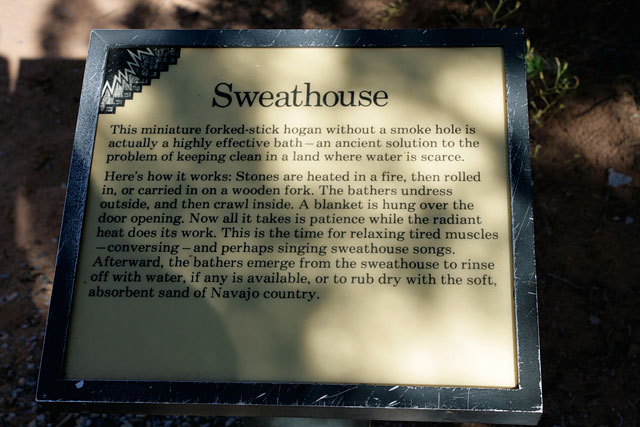 Sweathouse
This miniature forked-stick hogan without a smoke hole is
actually a highly effective bath—an ancient solution to the
problem of keeping clean in a land where water is scarce.
Here's how it works: Stones are heated in a fire, then rolled
in, or carried in on a wooden fork. The bathers undress
outside, and then crawl inside. A blanket is hung over the
door opening. Now all it takes is patience while the radiant
heat does its work. This is the time for relaxing tired muscles
—conversing—and perhaps singing sweathouse songs.
Afterward, the bathers emerge from the sweathouse to rinse
off with water, if any is available, or to rub dry with the soft,
absorbent sand of Navajo country.